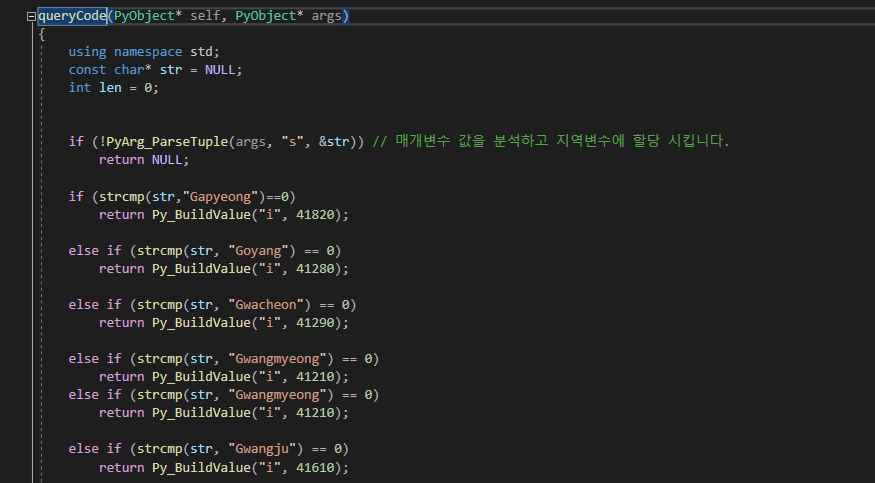 queryCode(PyObject* self, PyObject* args)
{
using namespace std;
const char* str = NULL;
int len = 0;
if (!PyArg_ParseTuple(args, "s", &str)) // 매개변수 값을 분석하고 지역변수에 할당 시킵니다.
return NULL;
if (strcmp(str,"Gapyeong")==0)
return Py_BuildValue("i", 41820);
else if (strcmp(str, "Goyang") == 0)
return Py_BuildValue("i", 41280);
else if (strcmp(str, "Gwacheon") == 0)
return Py_BuildValue("i", 41290);
else if (strcmp(str, "Gwangmyeong") == 0)
return Py_BuildValue("i", 41210);
else if (strcmp(str, "Gwangmyeong") == 0)
return Py_BuildValue("i", 41210);
else if (strcmp(str, "Gwangju") == 0)
return Py_BuildValue("i", 41610);